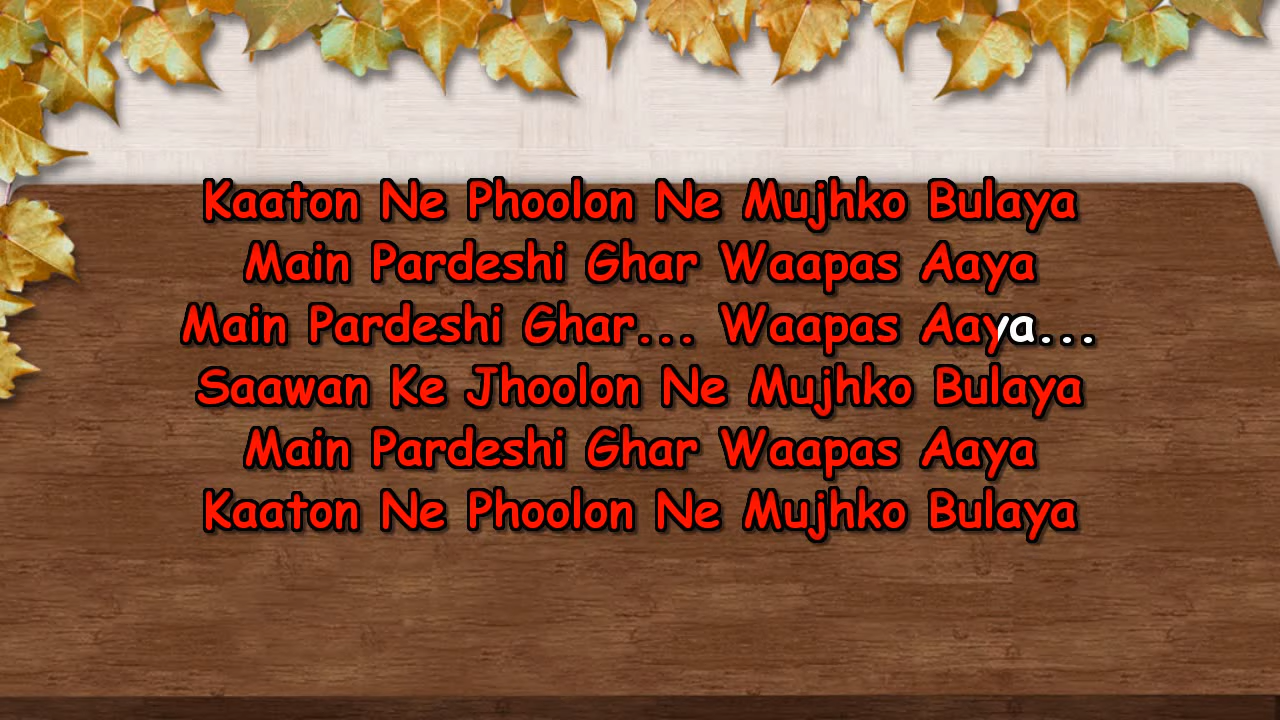 Kaaton Ne Phoolon Ne Mujhko Bulaya
Main Pardeshi Ghar Waapas Aaya
Main Pardeshi Ghar... Waapas Aaya...
Saawan Ke Jhoolon Ne Mujhko Bulaya
Main Pardeshi Ghar Waapas Aaya
Kaaton Ne Phoolon Ne Mujhko Bulaya